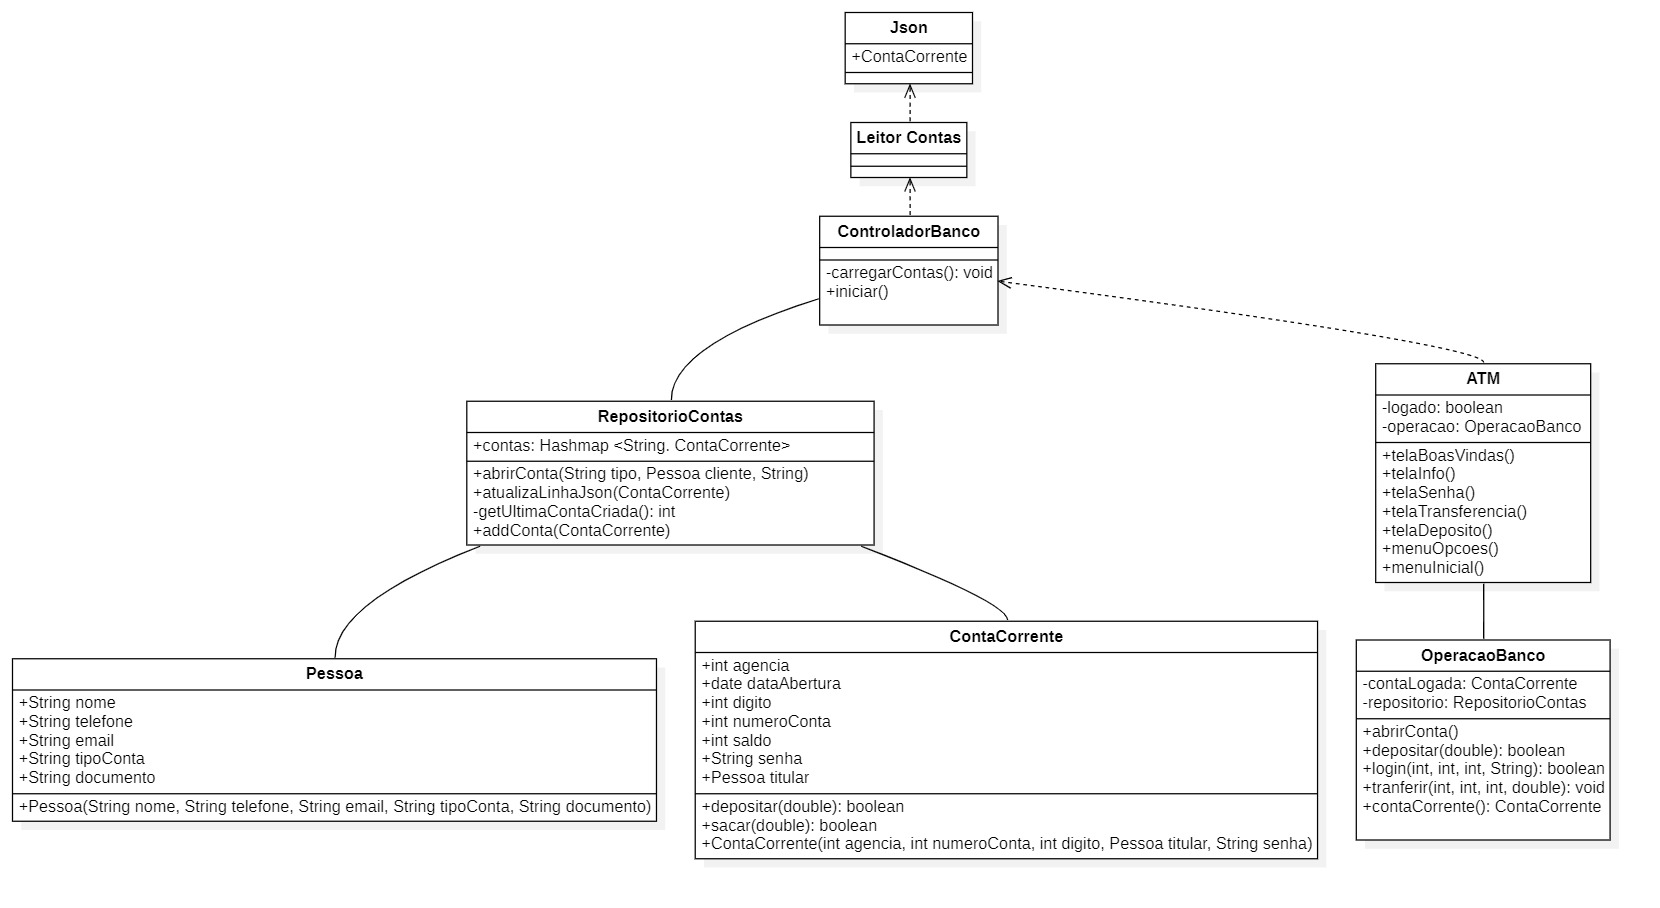 Json
+ContaCorrente
Leitor Contas
ControladorBanco
-carregarContas(): void
+iniciar()
RepositorioContas
+contas: Hashmap <String. ContaCorrente>
+abrirConta(String tipo, Pessoa cliente, String)
+atualizaLinhaJson(ContaCorrente)
-getUltimaContaCriada(): int
+addConta(ContaCorrente)
ATM
-logado: boolean
-operacao: OperacaoBanco
+telaBoasVindas()
+telaInfo()
+telaSenha()
+telaTransferencia()
+telaDeposito()
+menuOpcoes()
+menuInicial()
Pessoa
+String nome
+String telefone
+String email
+String tipoConta
+String documento
+Pessoa(String nome, String telefone, String email, String tipoConta, String documento)
ContaCorrente
+int agencia
+date dataAbertura
+int digito
+int numeroConta
+int saldo
+String senha
+Pessoa titular
+depositar(double): boolean
+sacar(double): boolean
+ContaCorrente(int agencia, int numeroConta, int digito, Pessoa titular, String senha)
OperacaoBanco
-contaLogada: ContaCorrente
-repositorio: RepositorioContas
+abrirConta()
+depositar(double): boolean
+login(int, int, int, String): boolean
+tranferir(int, int, int, double): void
+contaCorrente(): ContaCorrente